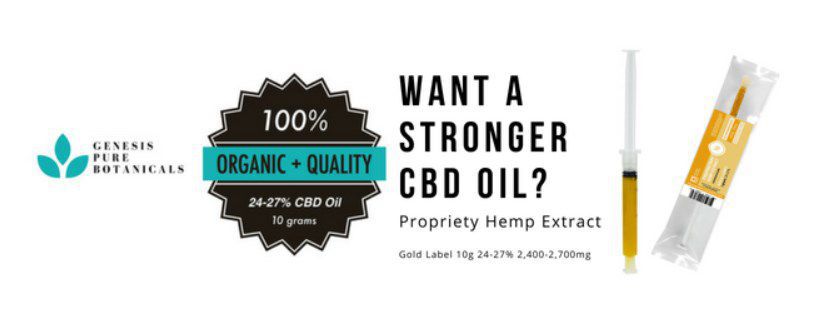 GENESIS
PURE
BOTANICALS
100%
ORGANIC + QUALITY
24-27% CBD Oil
10 grams
WANT A
STRONGER
CBD OIL?
Propriety Hemp Extract
Gold Label 10g 24-27% 2,400-2,700mg